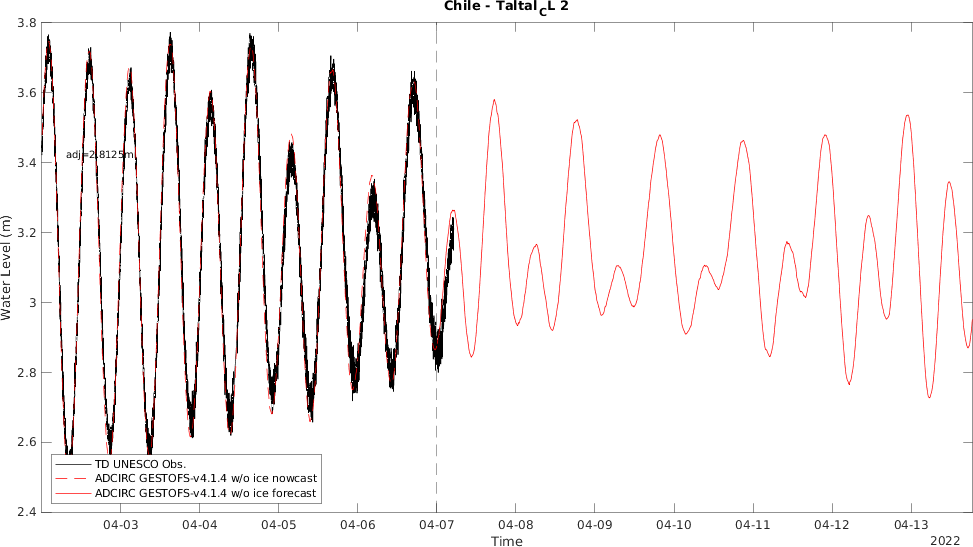 Chile - Taltal_CL 2
Water Level (m)
3.8
3.6
3.4
3.2
3
2.8
2.6
2.4
adj=2.8125m
TD UNESCO Obs.
ADCIRC GESTOFS-v4.1.4 w/o ice nowcast
ADCIRC GESTOFS-v4.1.4 w/o ice forecast
04-03 04-04 04-05 04-06 04-07 04-08 04-09 04-10 04-11 04-12 04-13
Time
2022